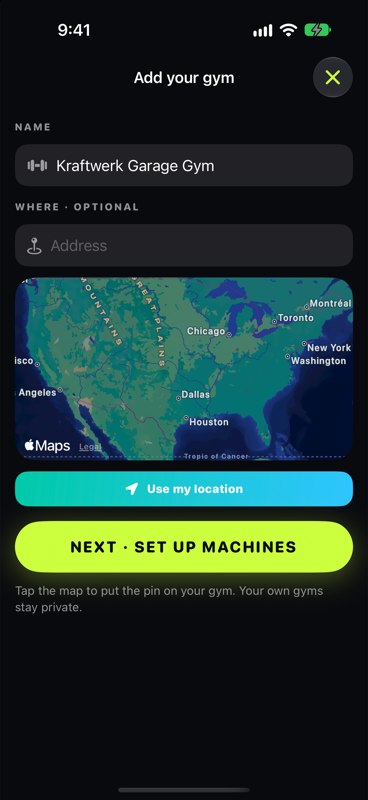 9:41
Add your gym
NAME
Kraftwerk Garage Gym
WHERE · OPTIONAL
Address
MOUNTAINS
GREAT PLAINS
Montréal
Toronto
Chicago
New York
isco
Washington
Angeles
Dallas
Houston
Maps
Legal
Tropic of Cancer
Use my location
NEXT · SET UP MACHINES
Tap the map to put the pin on your gym. Your own gyms
stay private.